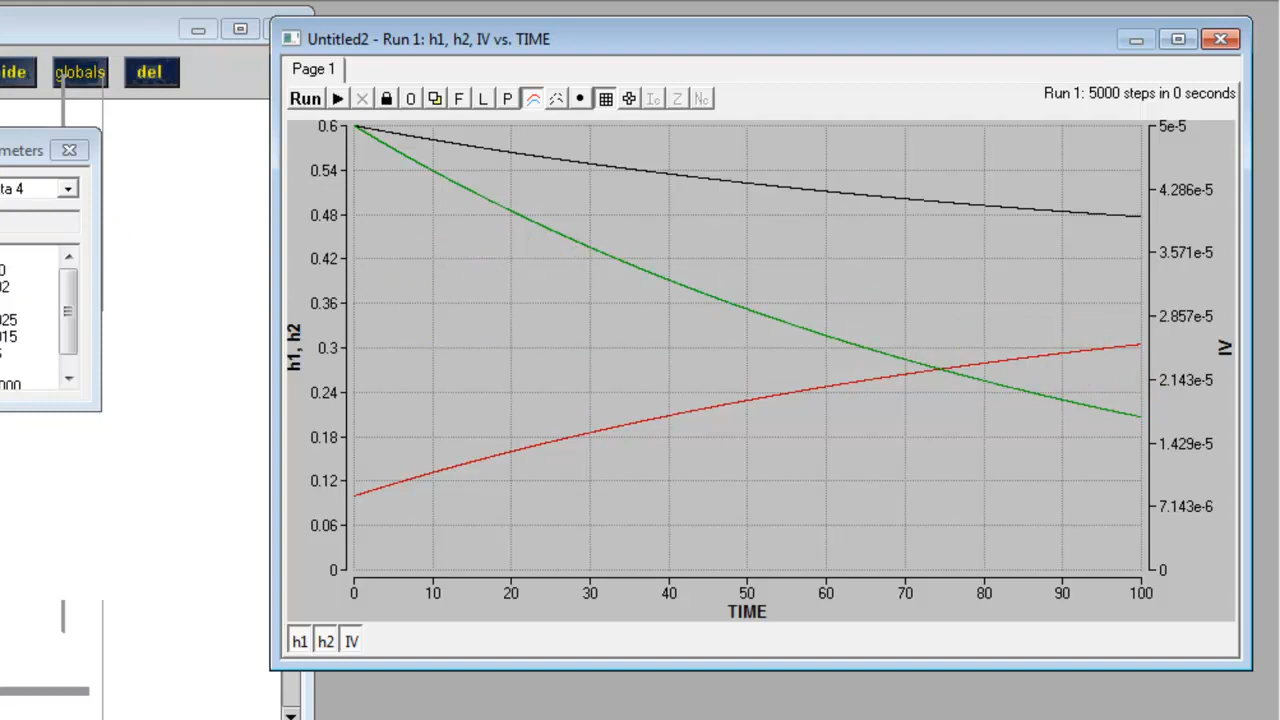 Untitled2 - Run 1: h1, h2, IV vs. TIME
ide globals del
Page 1
Run O F L P Ic Z Nc
Run 1: 5000 steps in 0 seconds
meters
ta 4
0
02
025
015
000
0.6
0.54
0.48
0.42
0.36
0.3
0.24
0.18
0.12
0.06
0
h1, h2
5e-5
4.286e-5
3.571e-5
2.857e-5
2.143e-5
1.429e-5
7.143e-6
0
IV
0 10 20 30 40 50 60 70 80 90 100
TIME
h1 h2 IV